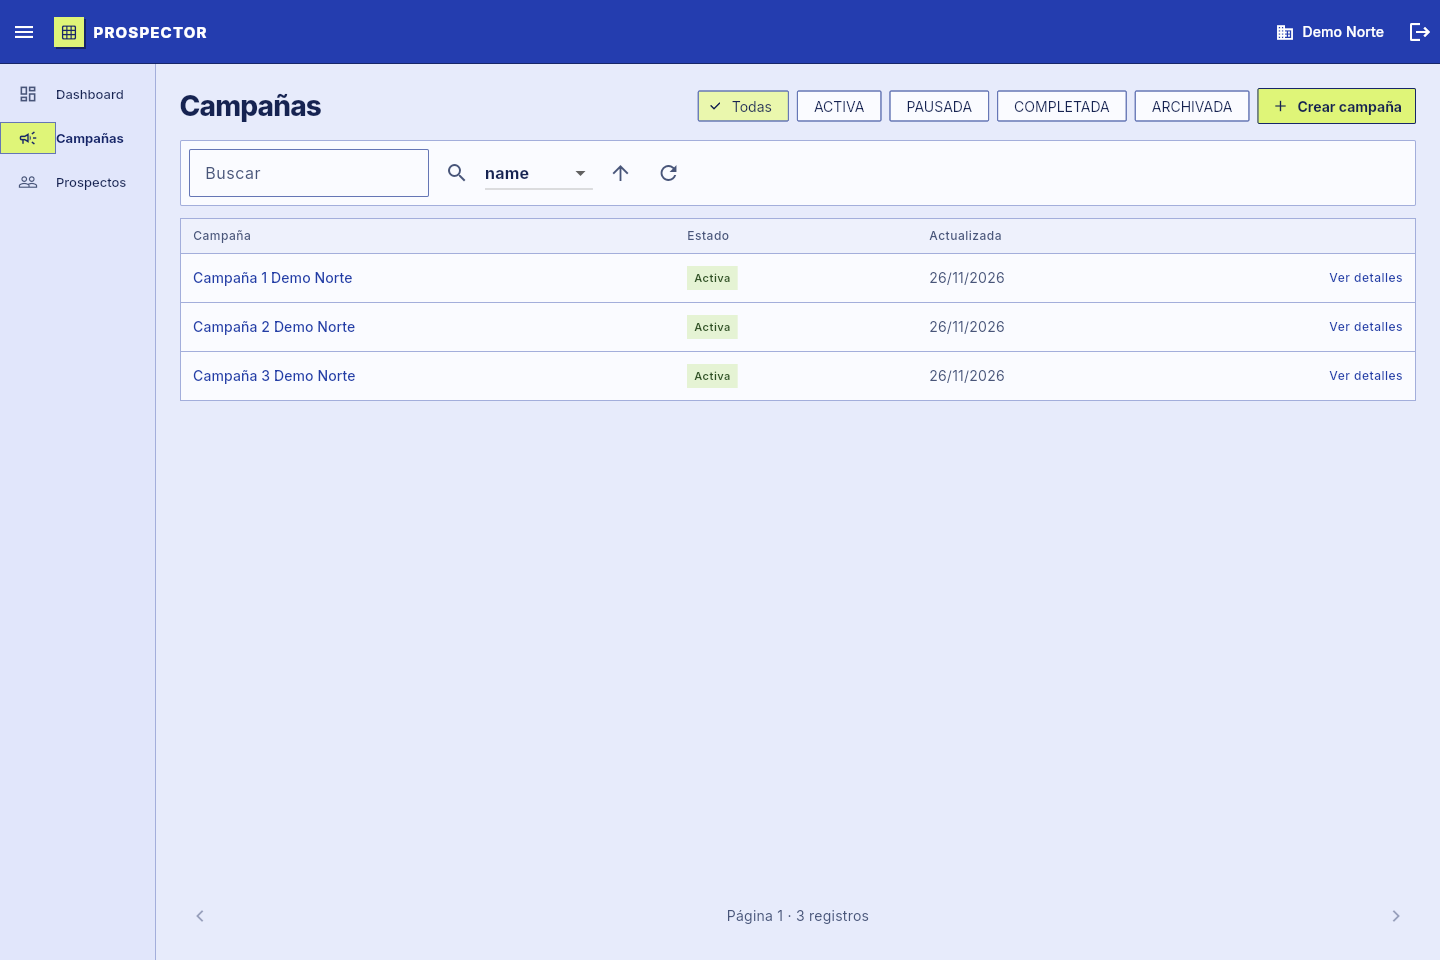 PROSPECTOR
Demo Norte
Dashboard
Campañas
Prospectos
Campañas
Todas
ACTIVA
PAUSADA
COMPLETADA
ARCHIVADA
Crear campaña
Buscar
name
Campaña Estado Actualizada
Campaña 1 Demo Norte Activa 26/11/2026 Ver detalles
Campaña 2 Demo Norte Activa 26/11/2026 Ver detalles
Campaña 3 Demo Norte Activa 26/11/2026 Ver detalles
Página 1 · 3 registros